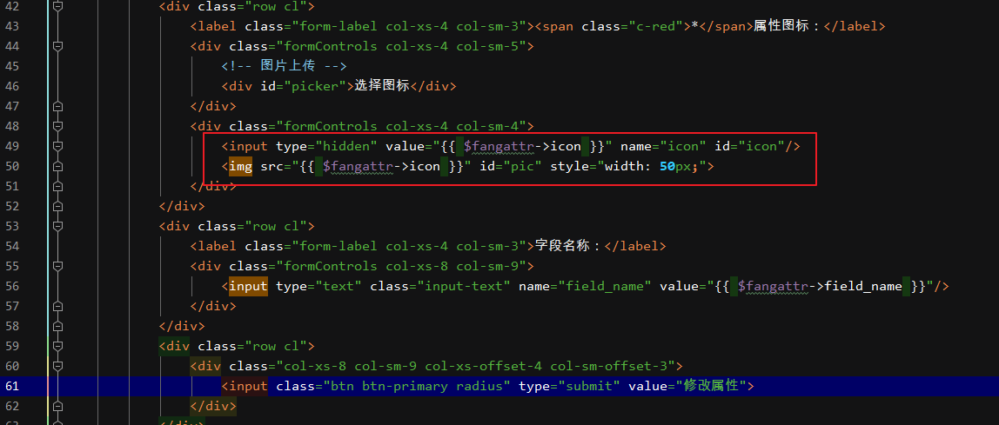 42 <div class="row cl">
43 <label class="form-label col-xs-4 col-sm-3"><span class="c-red">*</span>属性图标：</label>
44 <div class="formControls col-xs-4 col-sm-5">
45 <!-- 图片上传 -->
46 <div id="picker">选择图标</div>
47 </div>
48 <div class="formControls col-xs-4 col-sm-4">
49 <input type="hidden" value="{{ $fangattr->icon }}" name="icon" id="icon"/>
50 <img src="{{ $fangattr->icon }}" id="pic" style="width: 50px;">
51 </div>
52 </div>
53 <div class="row cl">
54 <label class="form-label col-xs-4 col-sm-3">字段名称：</label>
55 <div class="formControls col-xs-8 col-sm-9">
56 <input type="text" class="input-text" name="field_name" value="{{ $fangattr->field_name }}"/>
57 </div>
58 </div>
59 <div class="row cl">
60 <div class="col-xs-8 col-sm-9 col-xs-offset-4 col-sm-offset-3">
61 <input class="btn btn-primary radius" type="submit" value="修改属性">
62 </div>
63 </div>